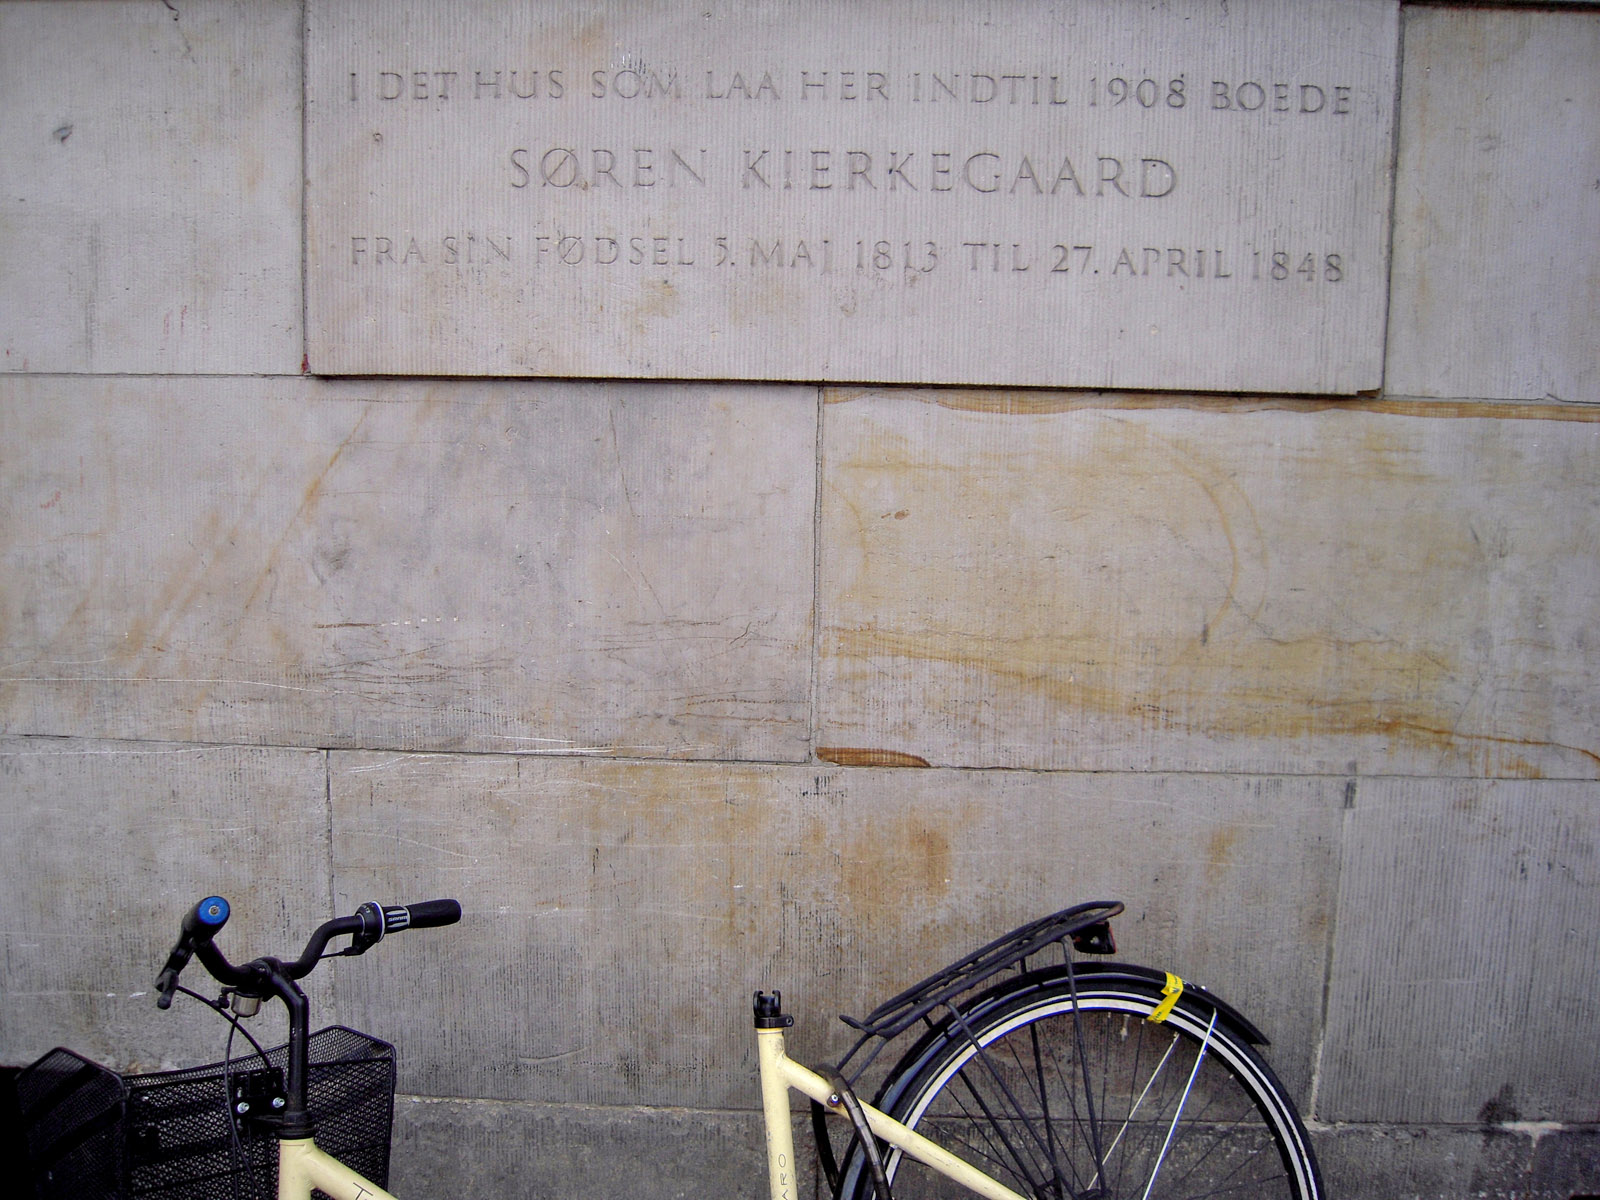 I DET HUS SOM LAA HER INDTIL 1908 BOEDE
SØREN KIERKEGAARD
FRA SIN FØDSEL 5. MAJ 1813 TIL 27. APRIL 1848